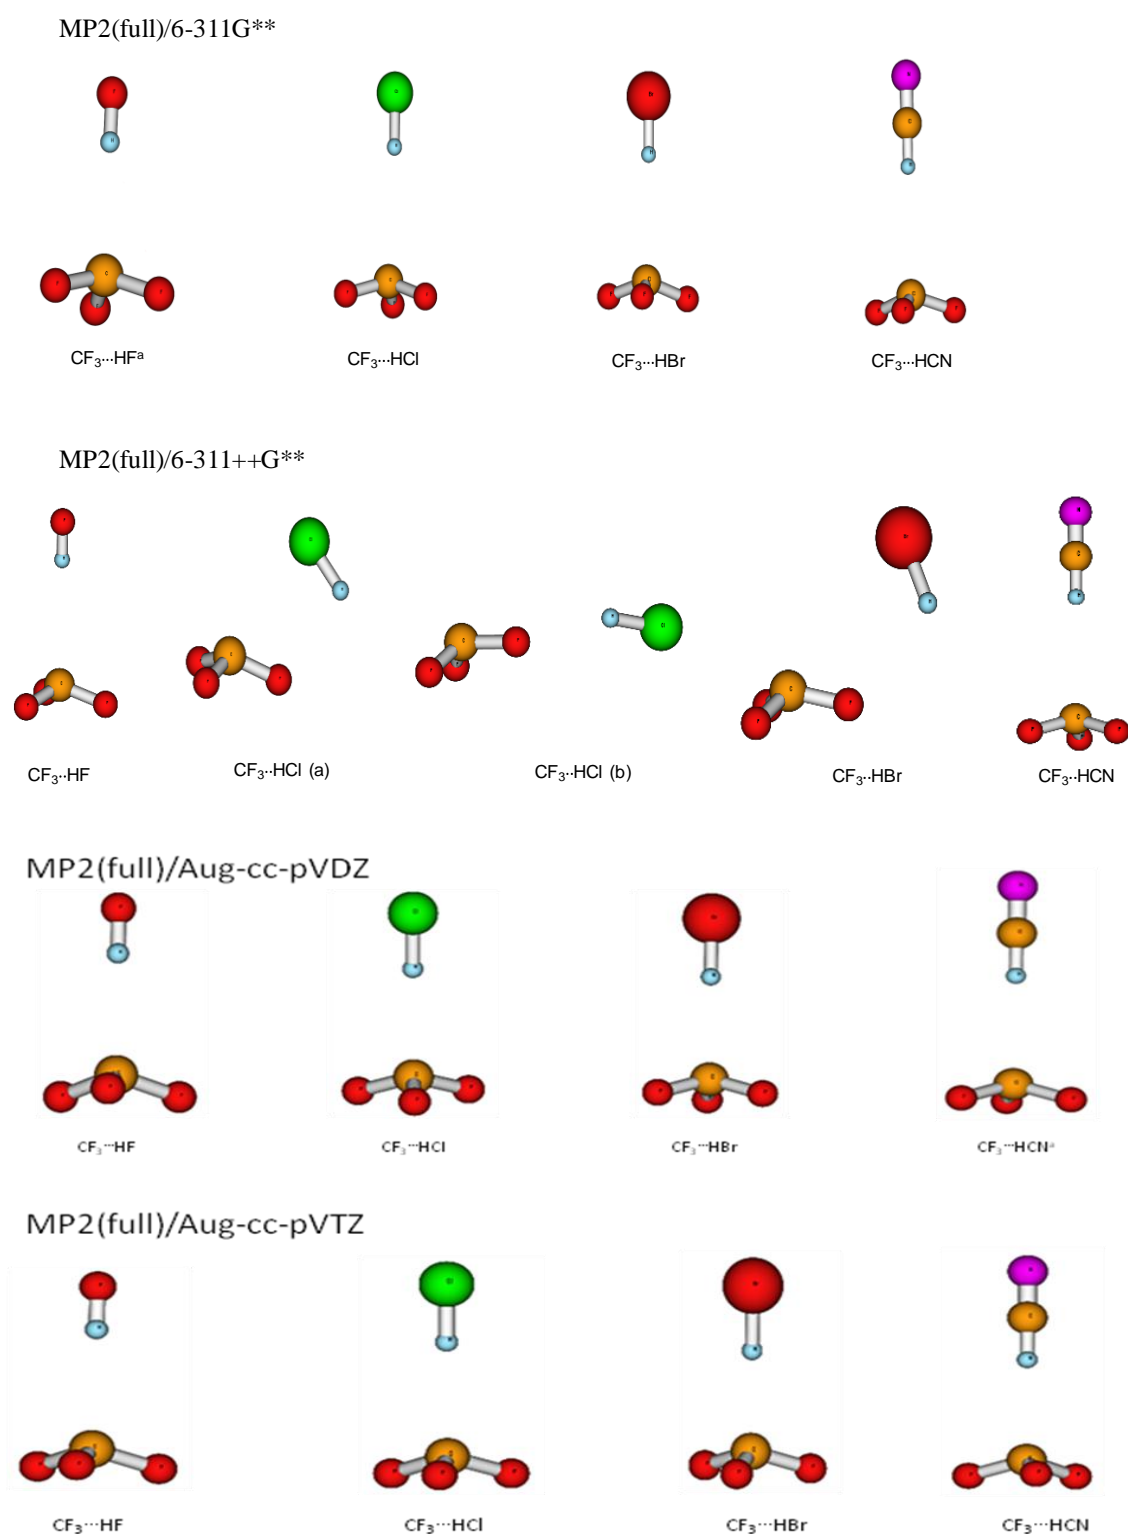 MP2(full)/6-311G**
CF₃···HFᵃ CF₃···HCl CF₃···HBr CF₃···HCN
MP2(full)/6-311++G**
CF₃··HF CF₃··HCl (a) CF₃··HCl (b) CF₃··HBr CF₃··HCN
MP2(full)/Aug-cc-pVDZ
CF₃···HF CF₃···HCl CF₃···HBr CF₃···HCNᵃ
MP2(full)/Aug-cc-pVTZ
CF₃···HF CF₃···HCl CF₃···HBr CF₃···HCN